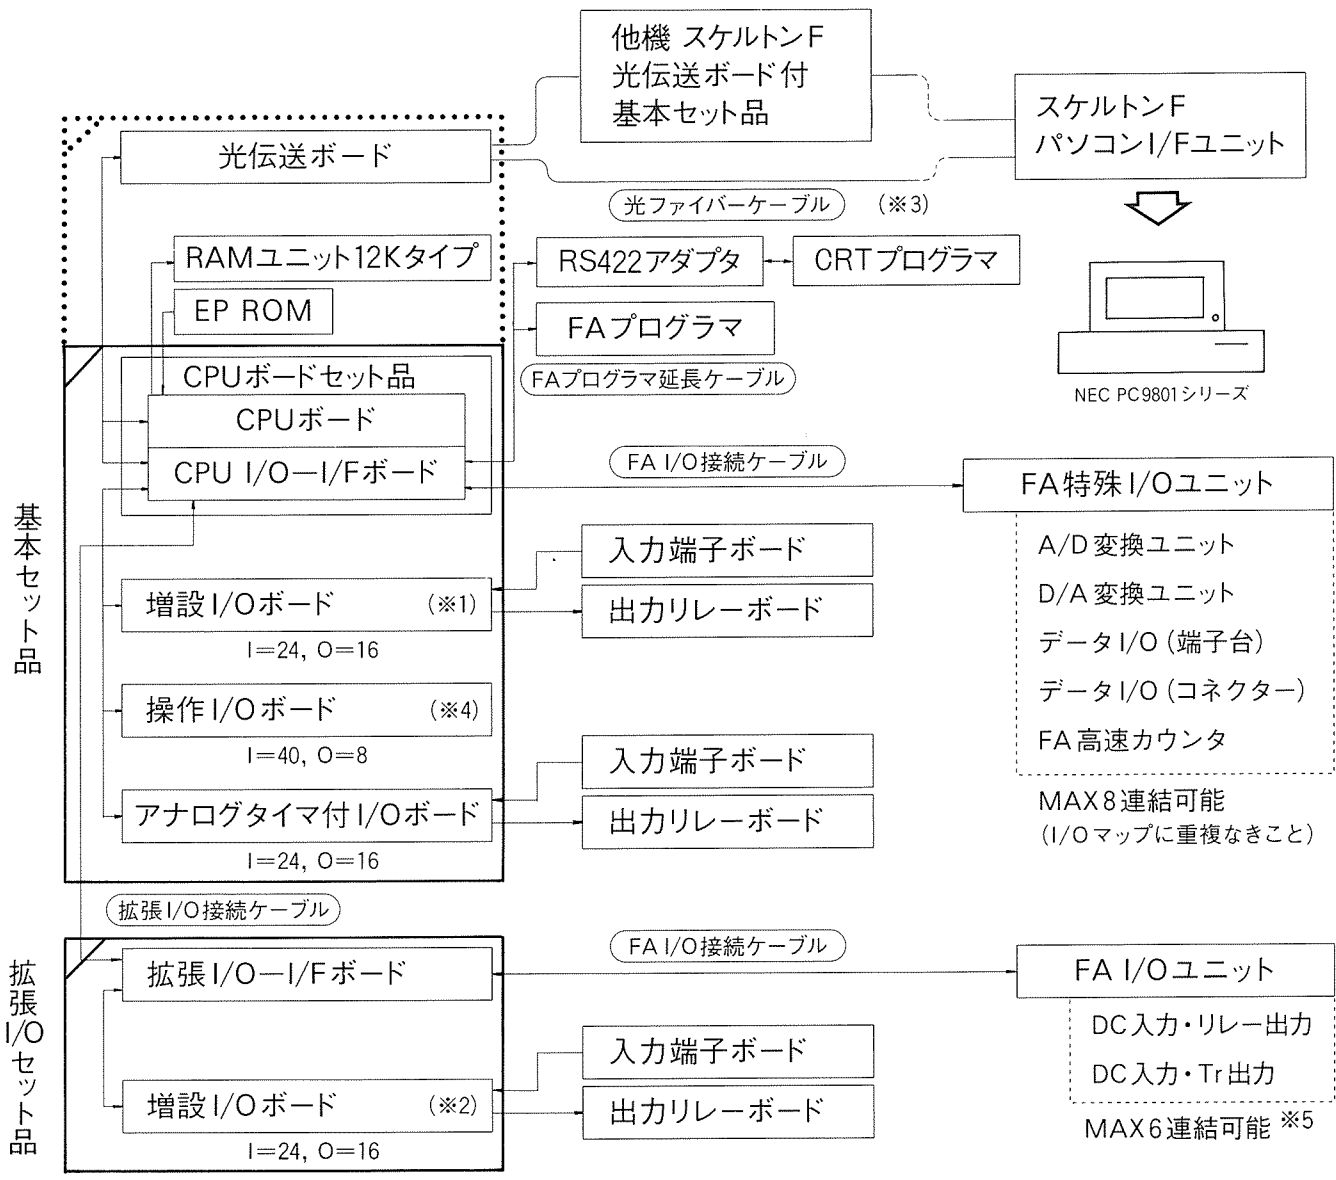 他機 スケルトンF
光伝送ボード付
基本セット品
スケルトンF
パソコンI/Fユニット
光伝送ボード
光ファイバーケーブル (※3)
RAMユニット12Kタイプ
RS422アダプタ
CRTプログラマ
EP ROM
FAプログラマ
FAプログラマ延長ケーブル
NEC PC9801シリーズ
基本セット品
CPUボードセット品
CPUボード
CPU I/O―I/Fボード
FA I/O接続ケーブル
FA特殊I/Oユニット
A/D変換ユニット
D/A変換ユニット
データI/O(端子台)
データI/O(コネクター)
FA高速カウンタ
MAX8連結可能
(I/Oマップに重複なきこと)
入力端子ボード
増設I/Oボード (※1)
出力リレーボード
I=24, O=16
操作I/Oボード (※4)
I=40, O=8
入力端子ボード
アナログタイマ付I/Oボード
出力リレーボード
I=24, O=16
拡張I/O接続ケーブル
拡張I/Oセット品
拡張I/O―I/Fボード
FA I/O接続ケーブル
FA I/Oユニット
DC入力・リレー出力
DC入力・Tr出力
MAX6連結可能 ※5
入力端子ボード
増設I/Oボード (※2)
出力リレーボード
I=24, O=16